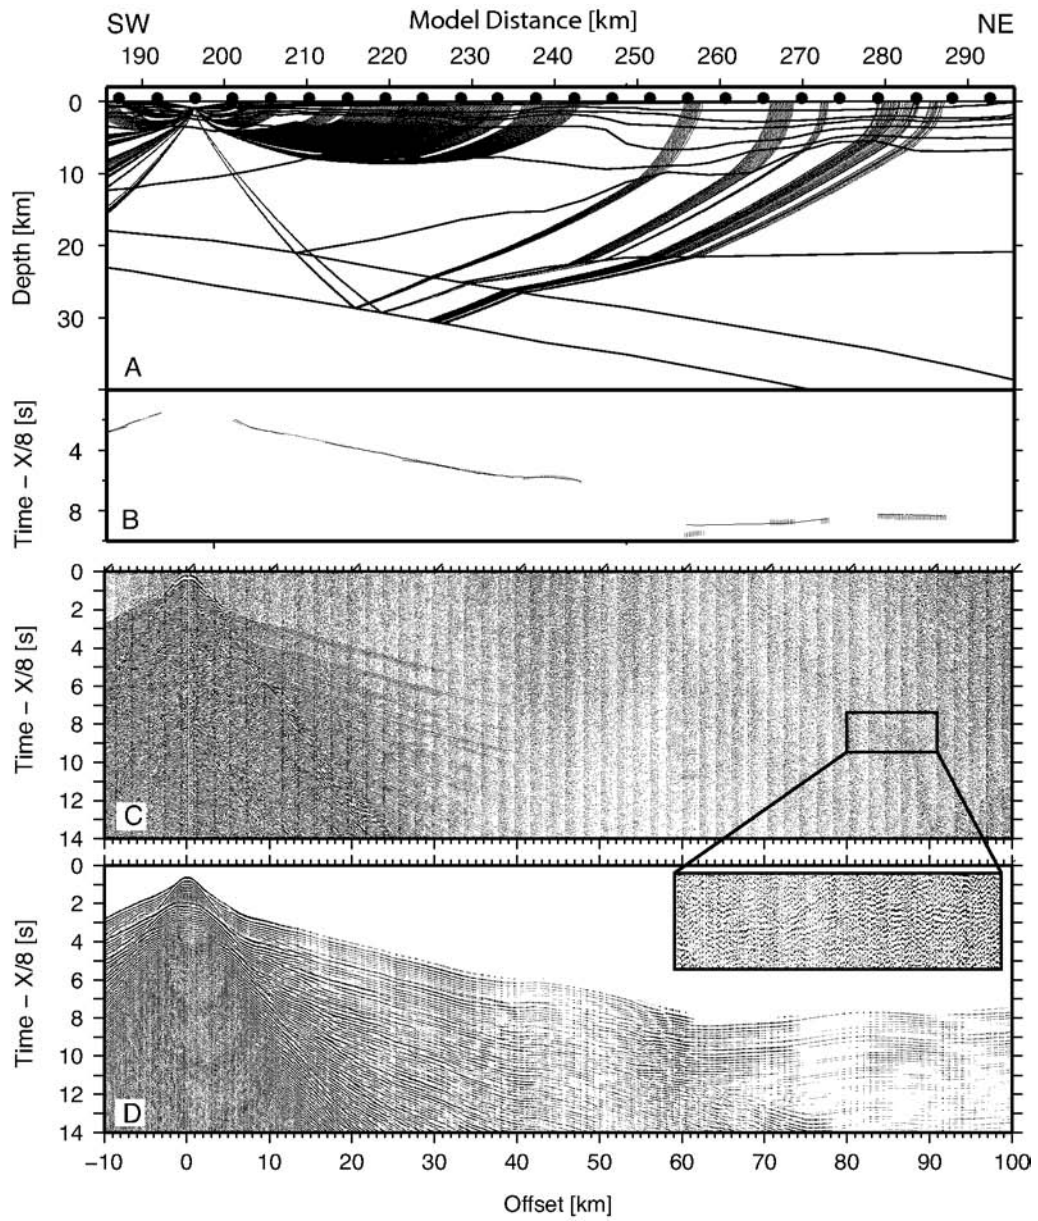 SW Model Distance [km] NE
190 200 210 220 230 240 250 260 270 280 290
0
10
20
30
Depth [km]
A
4
8
Time – X/8 [s]
B
0
2
4
6
8
10
12
14
Time – X/8 [s]
C
0
2
4
6
8
10
12
14
Time – X/8 [s]
D
–10 0 10 20 30 40 50 60 70 80 90 100
Offset [km]